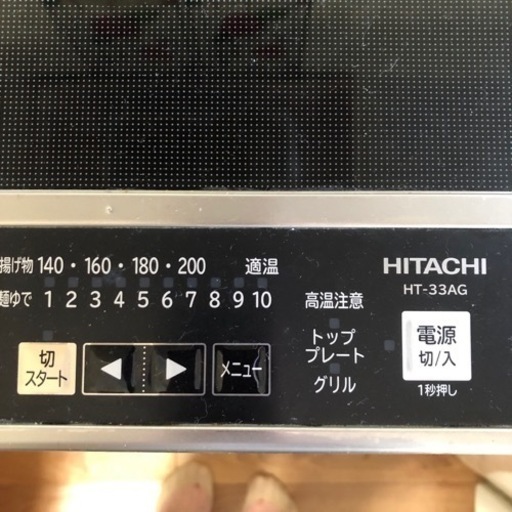 揚げ物 140・160・180・200 適温
麺ゆで 1 2 3 4 5 6 7 8 9 10
切
スタート
◀ ▶
メニュー
高温注意
トップ
プレート
グリル
HITACHI
HT-33AG
電源
切/入
1秒押し